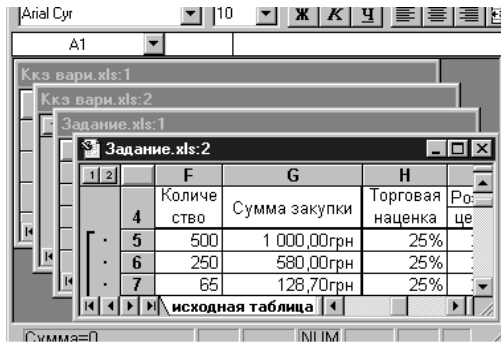 Arial Cyr 10 Ж К Ч
A1
Ккз вари.xls:1
Ккз вари.xls:2
Задание.xls:1
Задание.xls:2
1 2 F G H
4 Количе ство Сумма закупки Торговая наценка Ро це
5 500 1 000,00грн 25%
6 250 580,00грн 25%
7 65 128,70грн 25%
исходная таблица
Сумма=0 NUM